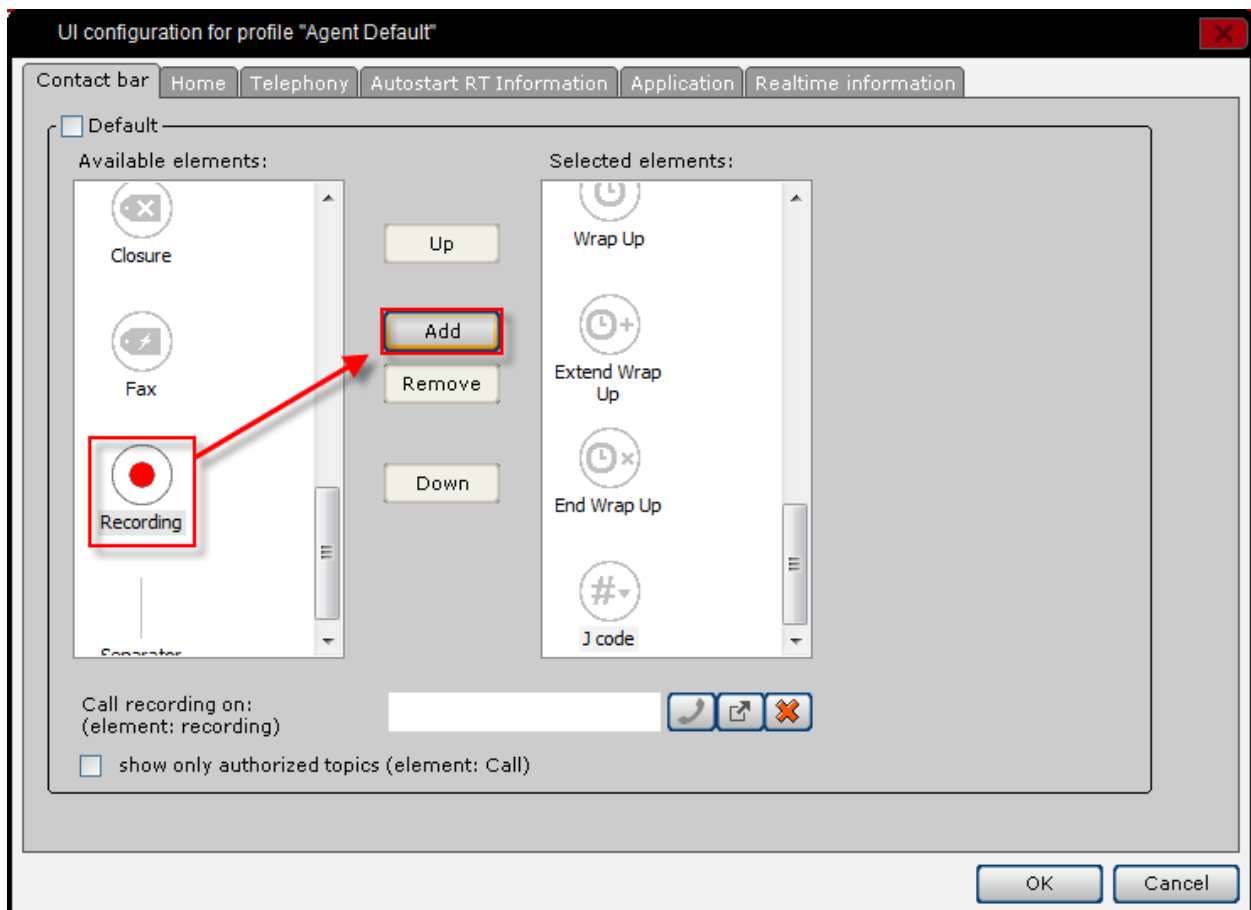 UI configuration for profile "Agent Default"
Contact bar Home Telephony Autostart RT Information Application Realtime information
Default
Available elements:
Selected elements:
Closure
Fax
Recording
Separator
Up
Add
Remove
Down
Wrap Up
Extend Wrap
Up
End Wrap Up
J code
Call recording on:
(element: recording)
show only authorized topics (element: Call)
OK
Cancel